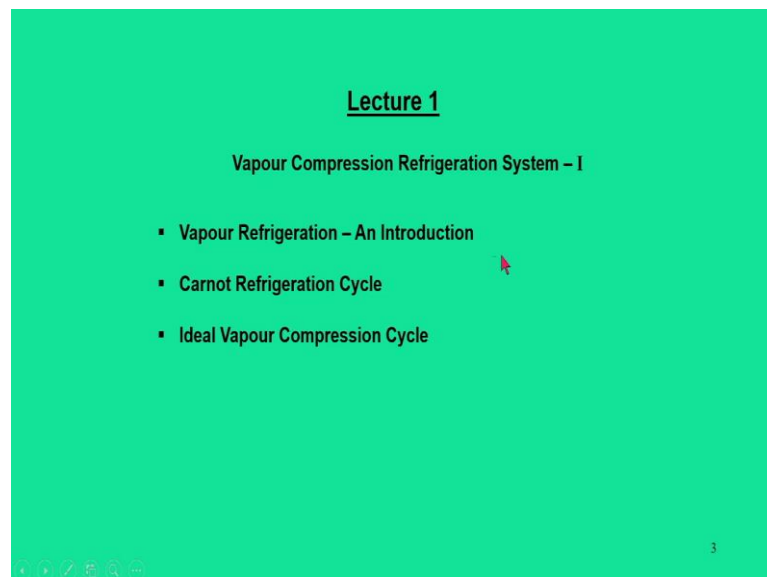 Lecture 1
Vapour Compression Refrigeration System – I
▪ Vapour Refrigeration – An Introduction
▪ Carnot Refrigeration Cycle
▪ Ideal Vapour Compression Cycle
3